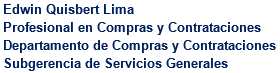 Edwin Quisbert Lima
Profesional en Compras y Contrataciones
Departamento de Compras y Contrataciones
Subgerencia de Servicios Generales